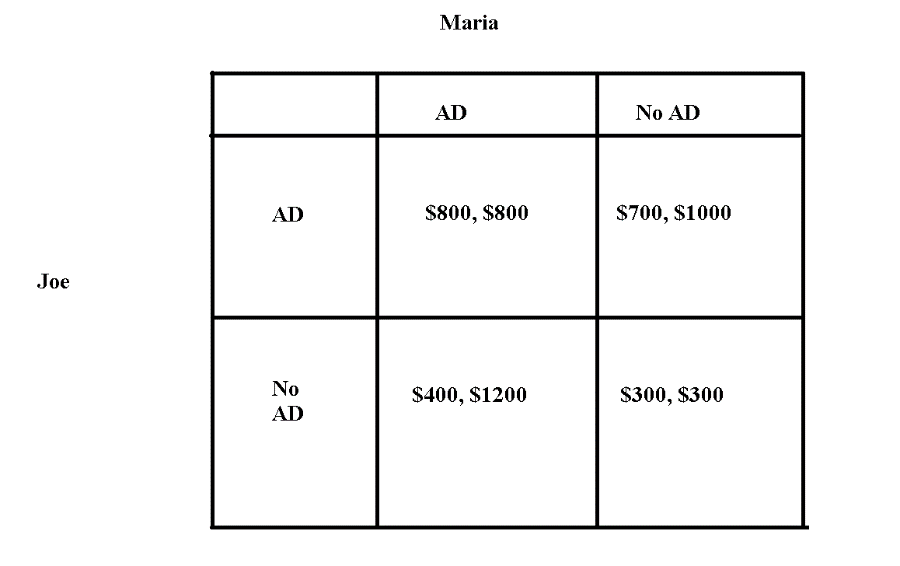 Maria
AD No AD
AD $800, $800 $700, $1000
Joe
No
AD
$400, $1200 $300, $300